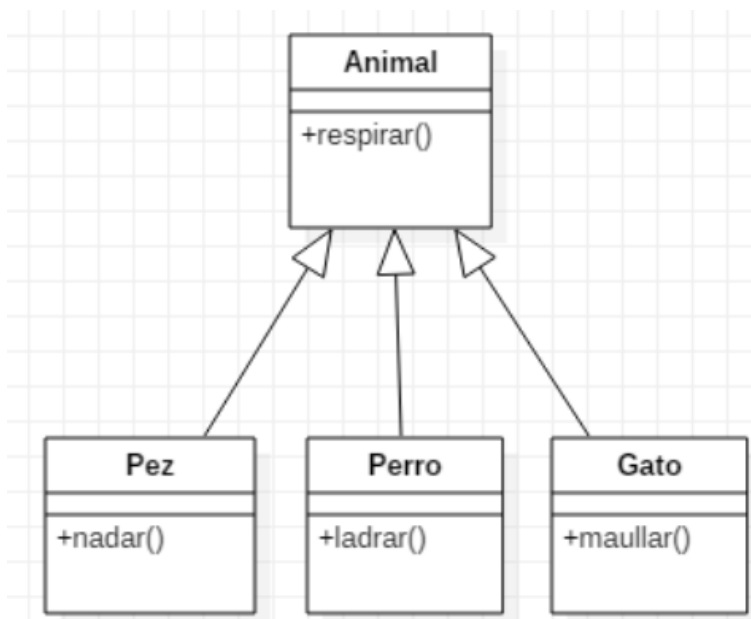 Animal
+respirar()
Pez
+nadar()
Perro
+ladrar()
Gato
+maullar()